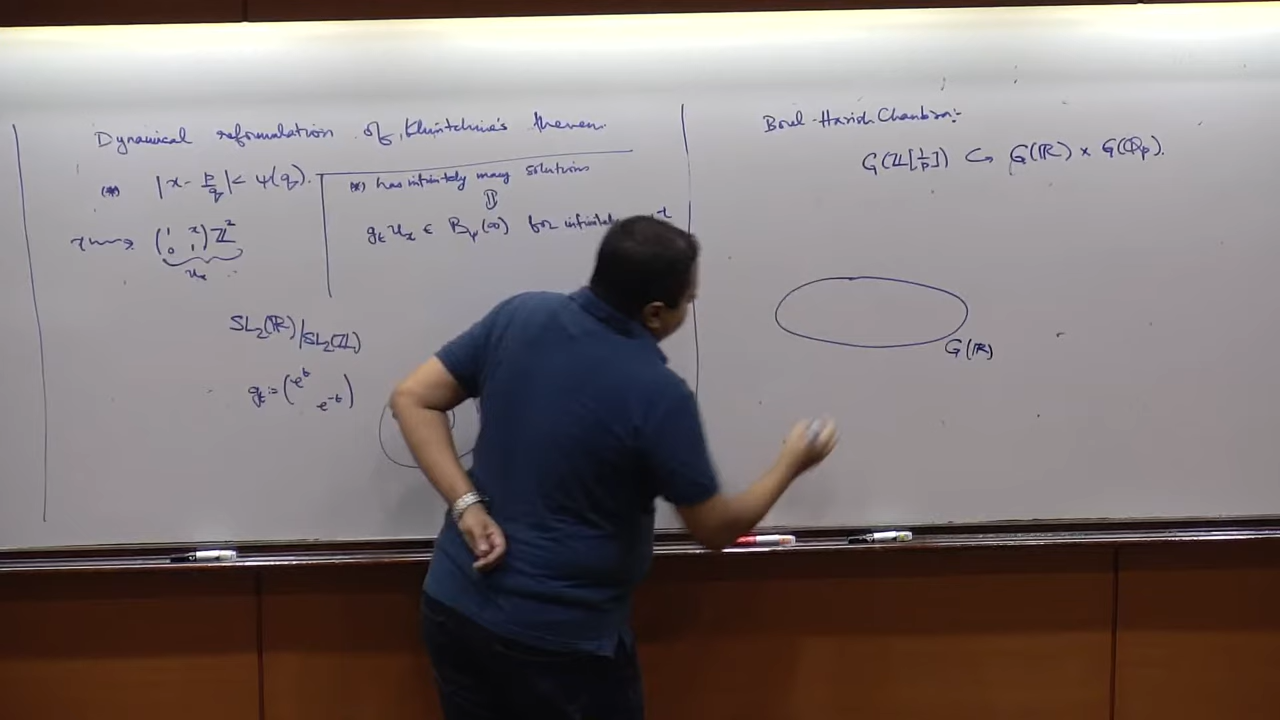 Dynamical reformulation of Khintchine's theorem.
(*) |x - p/q| < ψ(q).
(*) has infinitely many solutions
⇕
x ⇝ (1 x; 0 1) ℤ²
u_x
g_t u_x ∈ B_ψ(∞) for infinitely t
SL₂(ℝ)/SL₂(ℤ)
g_t := (e^t  e^-t)
Borel-Harish.Chandra:-
G(ℤ[1/p]) ↪ G(ℝ) × G(ℚ_p).
G(ℝ)